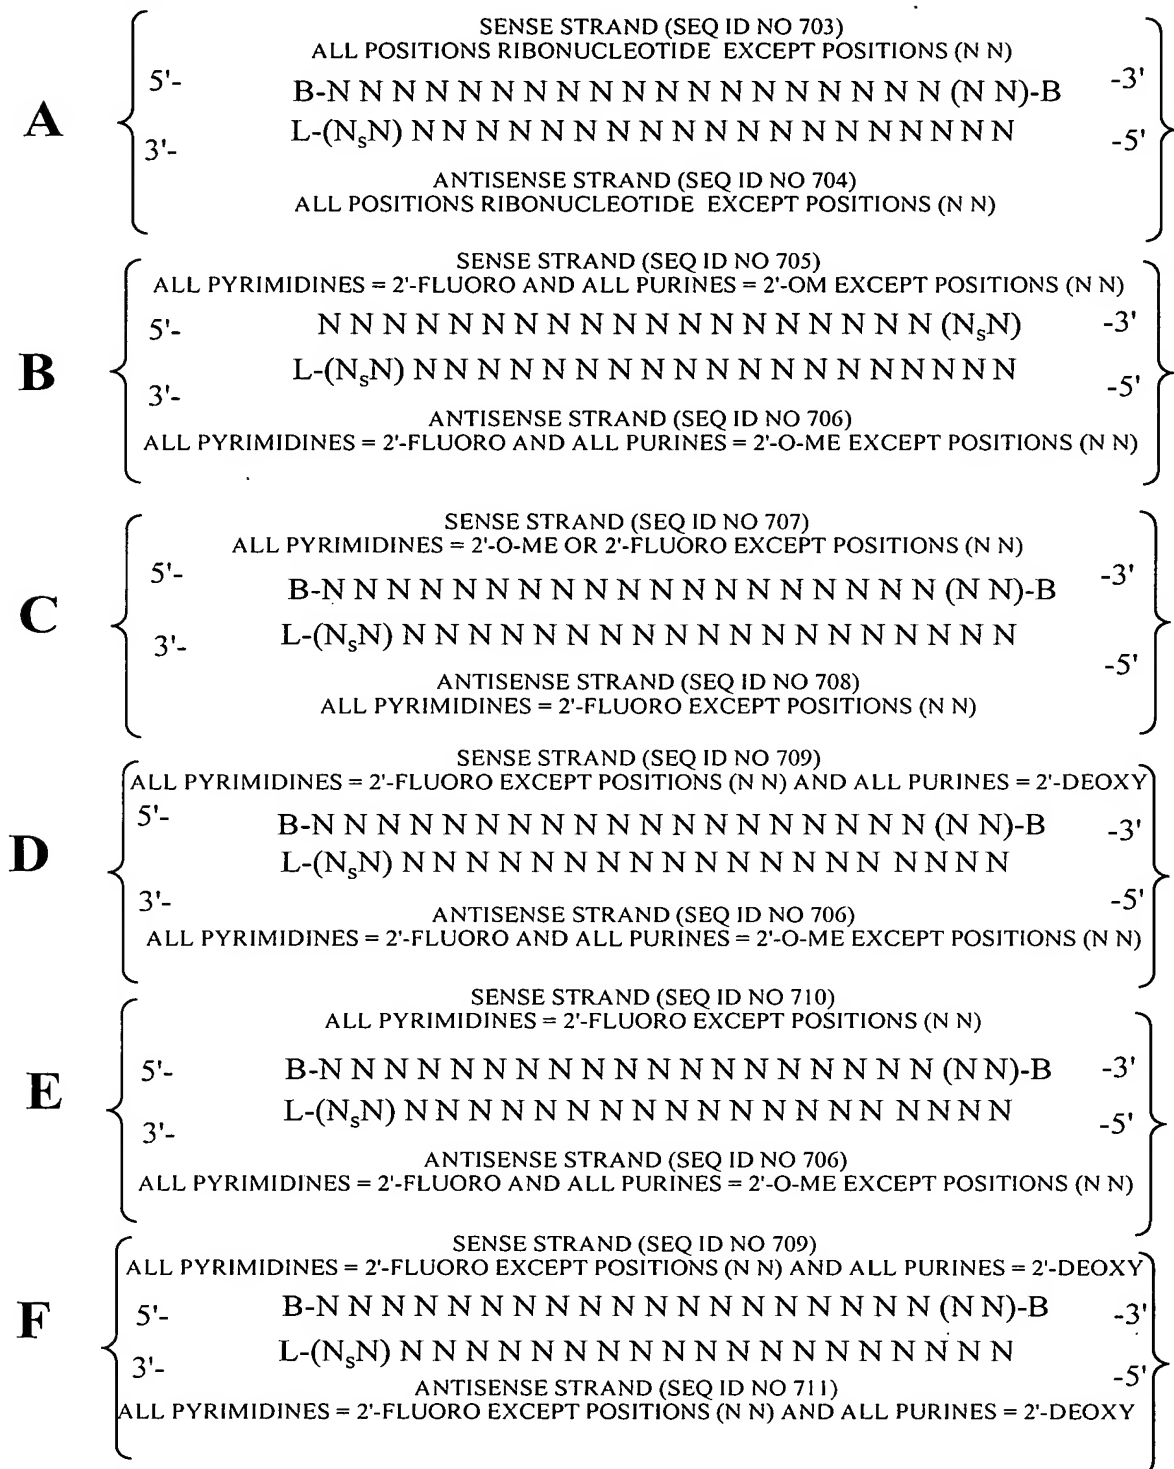 A
SENSE STRAND (SEQ ID NO 703)
ALL POSITIONS RIBONUCLEOTIDE EXCEPT POSITIONS (N N)
5'- B-N N N N N N N N N N N N N N N N N N N (N N)-B -3'
3'- L-(NsN) N N N N N N N N N N N N N N N N N N N -5'
ANTISENSE STRAND (SEQ ID NO 704)
ALL POSITIONS RIBONUCLEOTIDE EXCEPT POSITIONS (N N)
B
SENSE STRAND (SEQ ID NO 705)
ALL PYRIMIDINES = 2'-FLUORO AND ALL PURINES = 2'-OM EXCEPT POSITIONS (N N)
5'- N N N N N N N N N N N N N N N N N N N (NsN) -3'
3'- L-(NsN) N N N N N N N N N N N N N N N N N N N -5'
ANTISENSE STRAND (SEQ ID NO 706)
ALL PYRIMIDINES = 2'-FLUORO AND ALL PURINES = 2'-O-ME EXCEPT POSITIONS (N N)
C
SENSE STRAND (SEQ ID NO 707)
ALL PYRIMIDINES = 2'-O-ME OR 2'-FLUORO EXCEPT POSITIONS (N N)
5'- B-N N N N N N N N N N N N N N N N N N N (N N)-B -3'
3'- L-(NsN) N N N N N N N N N N N N N N N N N N N -5'
ANTISENSE STRAND (SEQ ID NO 708)
ALL PYRIMIDINES = 2'-FLUORO EXCEPT POSITIONS (N N)
D
SENSE STRAND (SEQ ID NO 709)
ALL PYRIMIDINES = 2'-FLUORO EXCEPT POSITIONS (N N) AND ALL PURINES = 2'-DEOXY
5'- B-N N N N N N N N N N N N N N N N N N N (N N)-B -3'
3'- L-(NsN) N N N N N N N N N N N N N N N N N N N -5'
ANTISENSE STRAND (SEQ ID NO 706)
ALL PYRIMIDINES = 2'-FLUORO AND ALL PURINES = 2'-O-ME EXCEPT POSITIONS (N N)
E
SENSE STRAND (SEQ ID NO 710)
ALL PYRIMIDINES = 2'-FLUORO EXCEPT POSITIONS (N N)
5'- B-N N N N N N N N N N N N N N N N N N N (N N)-B -3'
3'- L-(NsN) N N N N N N N N N N N N N N N N N N N -5'
ANTISENSE STRAND (SEQ ID NO 706)
ALL PYRIMIDINES = 2'-FLUORO AND ALL PURINES = 2'-O-ME EXCEPT POSITIONS (N N)
F
SENSE STRAND (SEQ ID NO 709)
ALL PYRIMIDINES = 2'-FLUORO EXCEPT POSITIONS (N N) AND ALL PURINES = 2'-DEOXY
5'- B-N N N N N N N N N N N N N N N N N N N (N N)-B -3'
3'- L-(NsN) N N N N N N N N N N N N N N N N N N N -5'
ANTISENSE STRAND (SEQ ID NO 711)
ALL PYRIMIDINES = 2'-FLUORO EXCEPT POSITIONS (N N) AND ALL PURINES = 2'-DEOXY